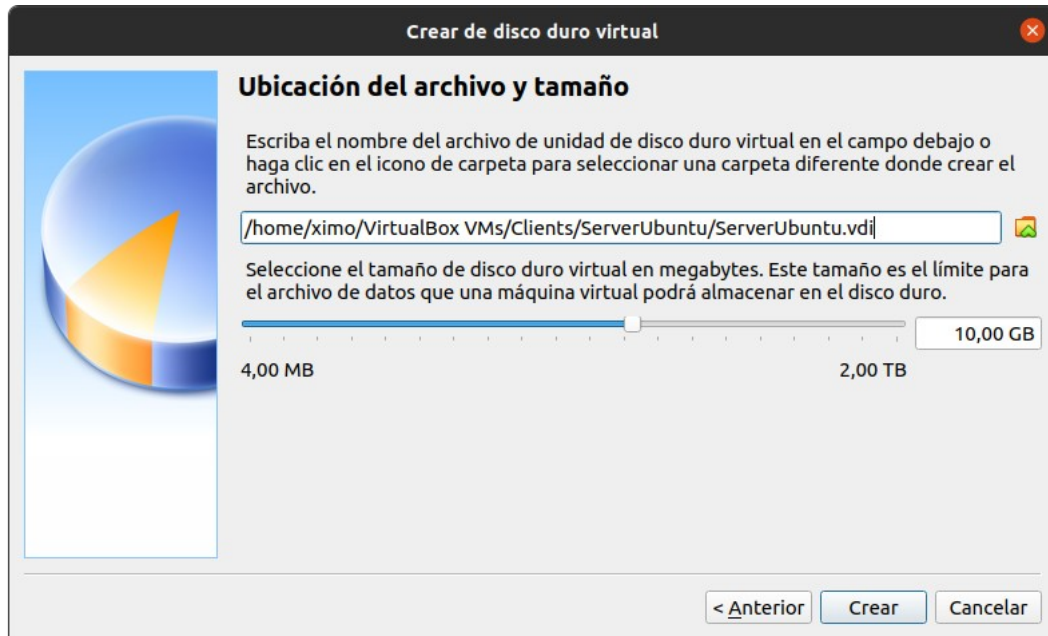 Crear de disco duro virtual
Ubicación del archivo y tamaño
Escriba el nombre del archivo de unidad de disco duro virtual en el campo debajo o
haga clic en el icono de carpeta para seleccionar una carpeta diferente donde crear el
archivo.
/home/ximo/VirtualBox VMs/Clients/ServerUbuntu/ServerUbuntu.vdi
Seleccione el tamaño de disco duro virtual en megabytes. Este tamaño es el límite para
el archivo de datos que una máquina virtual podrá almacenar en el disco duro.
10,00 GB
4,00 MB 2,00 TB
< Anterior Crear Cancelar